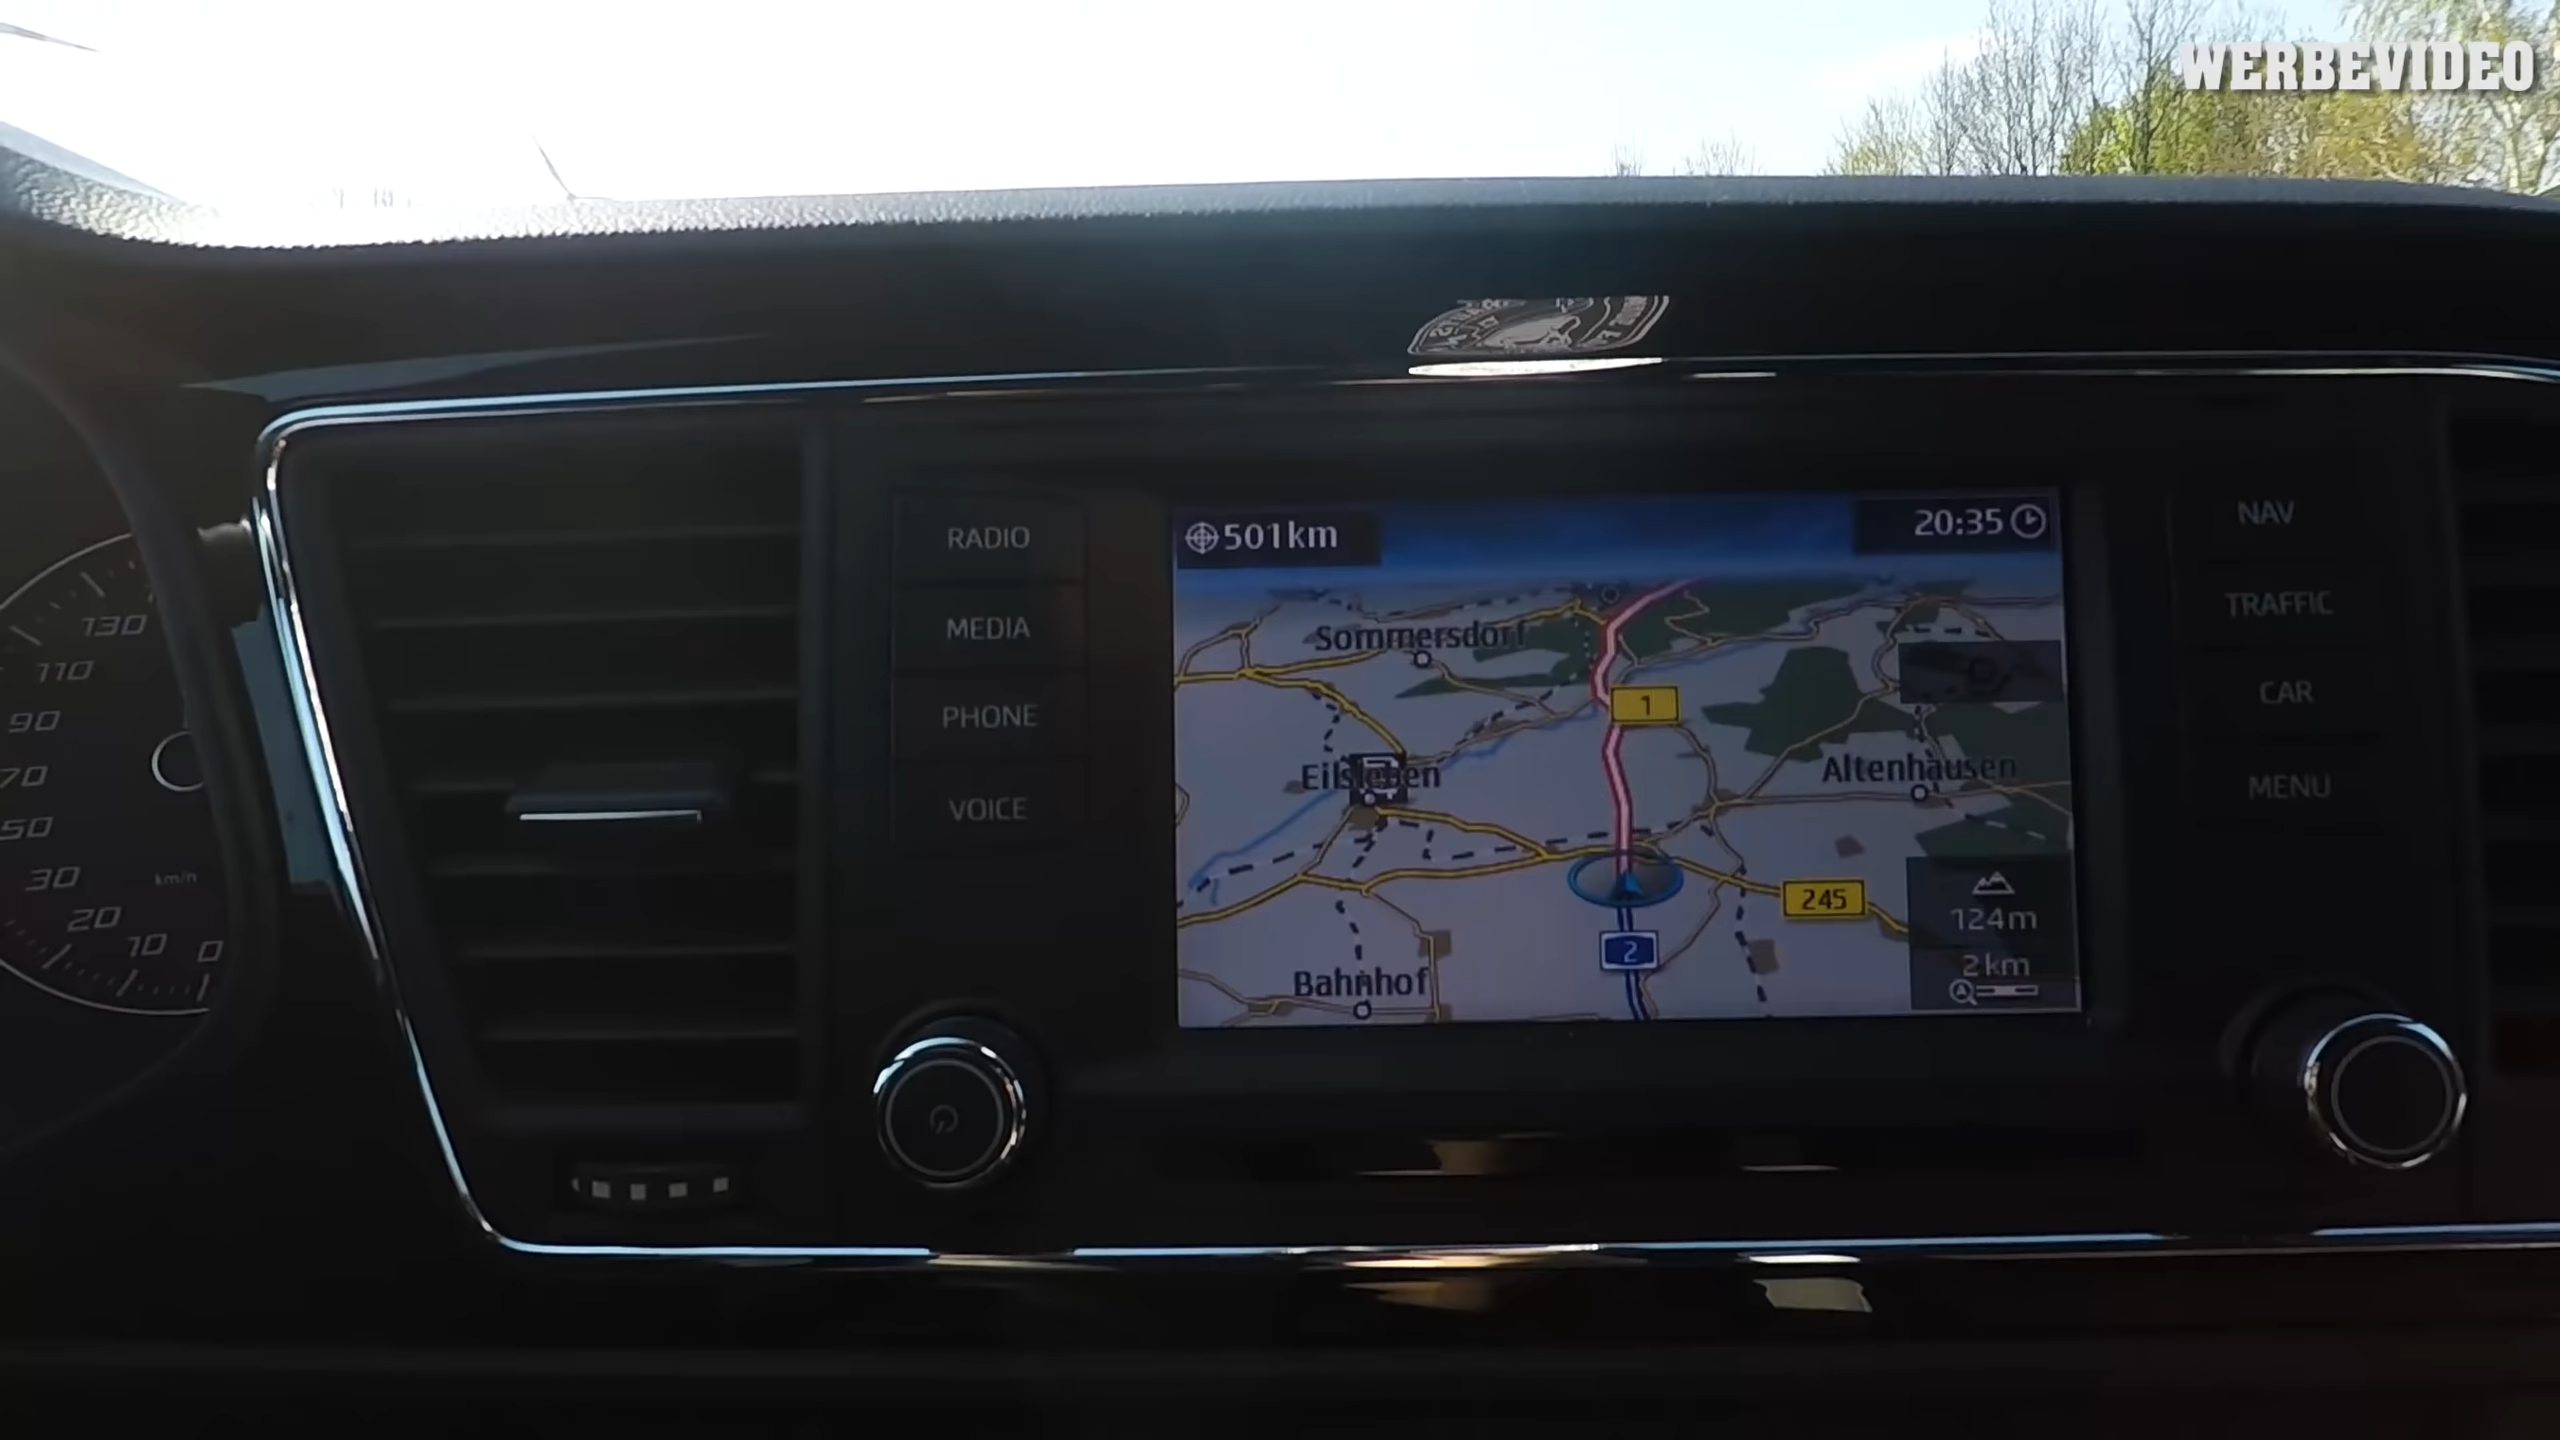 WERBEVIDEO
130
110
90
70
50
30
20
10
0
km/h
RADIO
MEDIA
PHONE
VOICE
501km
20:35
Sommersdorf
1
Eilsleben
Altenhausen
245
2
Bahnhof
124m
2km
NAV
TRAFFIC
CAR
MENU